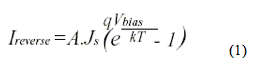 I_reverse = A.J_s (e^{qV_bias / kT} - 1) (1)